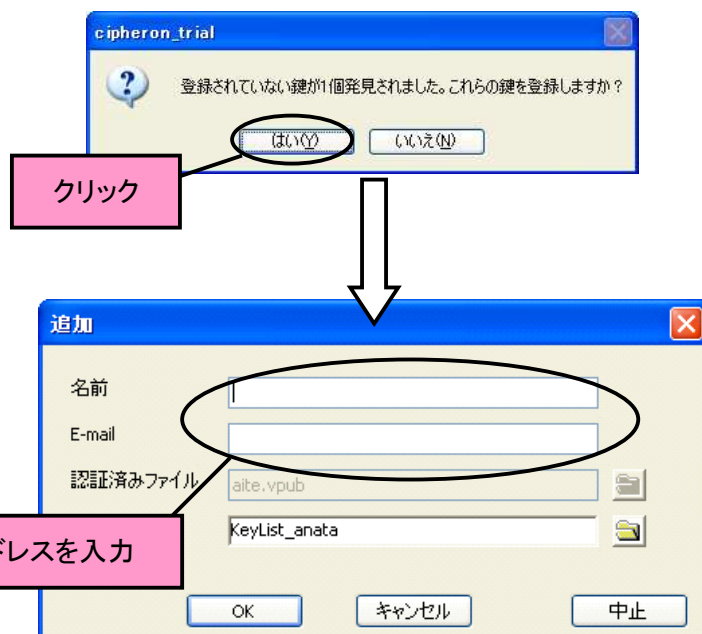 cipheron_trial
登録されていない鍵が1個発見されました。これらの鍵を登録しますか？
はい(Y)
いいえ(N)
クリック
追加
名前
E-mail
認証済みファイル
aite.vpub
KeyList_anata
ドレスを入力
OK
キャンセル
中止